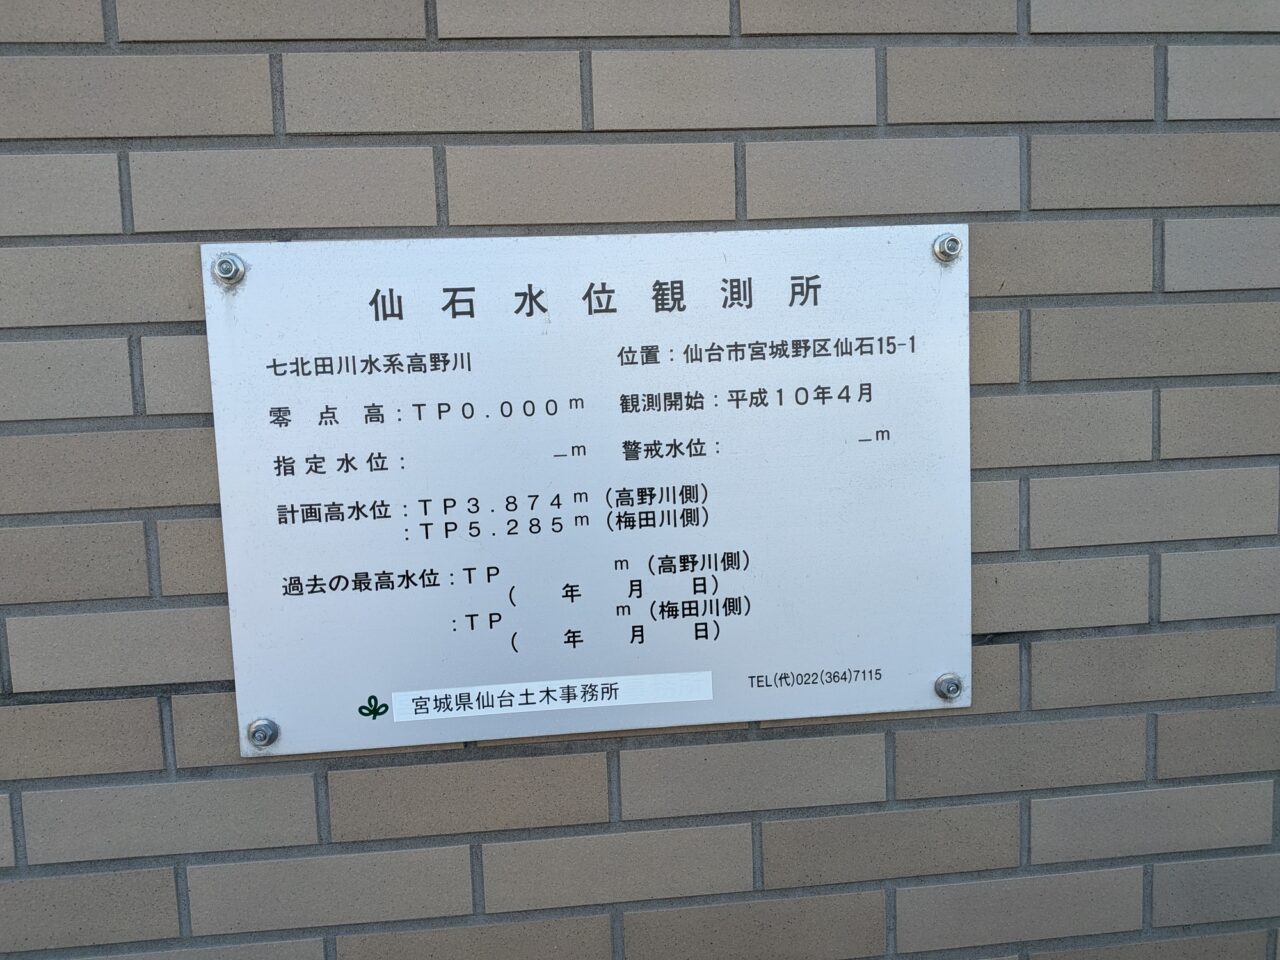 仙石水位観測所
七北田川水系高野川 位置：仙台市宮城野区仙石15-1
零点高：TP0.000m 観測開始：平成10年4月
指定水位： –m 警戒水位： –m
計画高水位：TP3.874m（高野川側）
：TP5.285m（梅田川側）
過去の最高水位：TP m（高野川側）
（ 年 月 日）
：TP m（梅田川側）
（ 年 月 日）
宮城県仙台土木事務所 TEL(代)022(364)7115